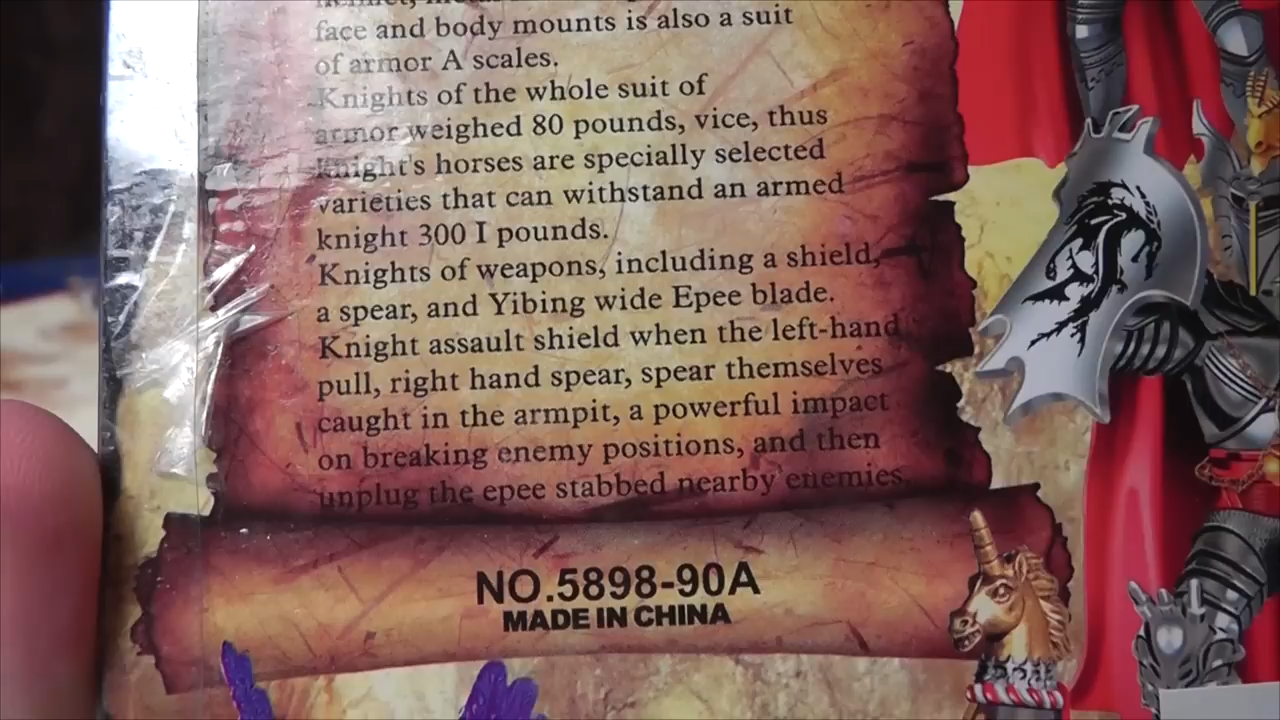 face and body mounts is also a suit
of armor A scales.
Knights of the whole suit of
armor weighed 80 pounds, vice, thus
Knight's horses are specially selected
varieties that can withstand an armed
knight 300 I pounds.
Knights of weapons, including a shield,
a spear, and Yibing wide Epee blade.
Knight assault shield when the left-hand
pull, right hand spear, spear themselves
caught in the armpit, a powerful impact
on breaking enemy positions, and then
unplug the epee stabbed nearby enemies.
NO.5898-90A
MADE IN CHINA